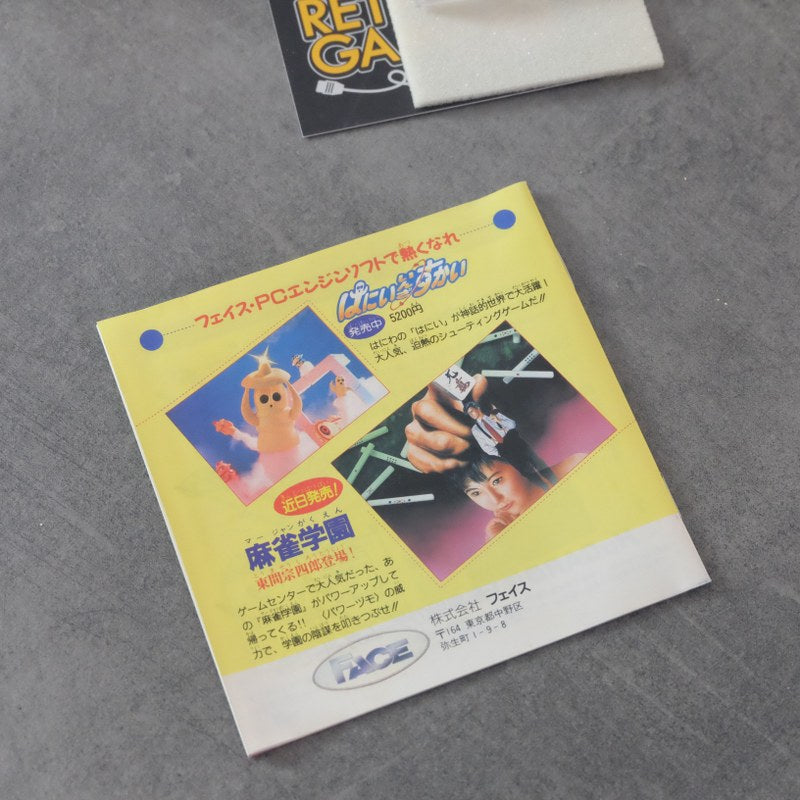 RET
GA
フェイス・PCエンジンソフトで熱くなれ
はにいいんざすかい
発売中
5200円
はにわの「はにい」が神話的世界で大活躍!
大人気、迫熱のシューティングゲームだ!!
近日発売!
マージャンがくえん
麻雀学園
東間宗四郎登場!
ゲームセンターで大人気だった、あ
の「麻雀学園」がパワーアップして
帰ってくる!! 〈パワーツモ〉の威
力で、学園の陰謀を叩きつぶせ!!
FACE
株式会社 フェイス
〒164 東京都中野区
弥生町1-9-8